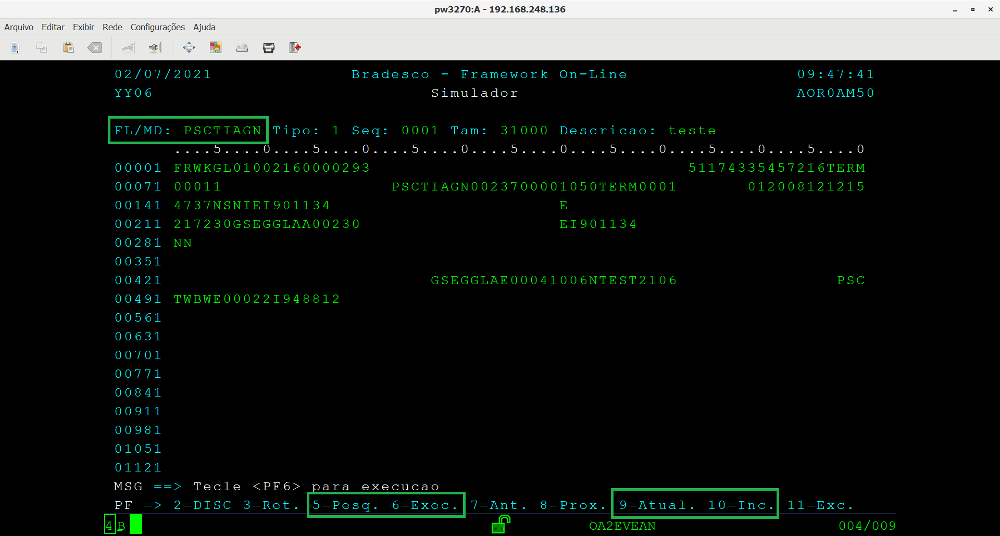 pw3270:A - 192.168.248.136
Arquivo Editar Exibir Rede Configurações Ajuda
02/07/2021 Bradesco - Framework On-Line 09:47:41
YY06 Simulador AOR0AM50
FL/MD: PSCTIAGN Tipo: 1 Seq: 0001 Tam: 31000 Descricao: teste
....5....0....5....0....5....0....5....0....5....0....5....0....5....0
00001 FRWKGL01002160000293 51174335457216TERM
00071 00011 PSCTIAGN0023700001050TERM0001 012008121215
00141 4737NSNIEI901134 E
00211 217230GSEGGLAA00230 EI901134
00281 NN
00351
00421 GSEGGLAE00041006NTEST2106 PSC
00491 TWBWE00022I948812
00561
00631
00701
00771
00841
00911
00981
01051
01121
MSG ==> Tecle <PF6> para execucao
PF => 2=DISC 3=Ret. 5=Pesq. 6=Exec. 7=Ant. 8=Prox. 9=Atual. 10=Inc. 11=Exc.
4B OA2EVEAN 004/009